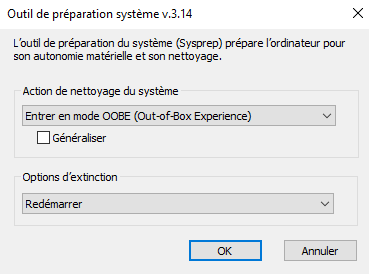 Outil de préparation système v.3.14
L'outil de préparation du système (Sysprep) prépare l'ordinateur pour
son autonomie matérielle et son nettoyage.
Action de nettoyage du système
Entrer en mode OOBE (Out-of-Box Experience)
Généraliser
Options d'extinction
Redémarrer
OK Annuler